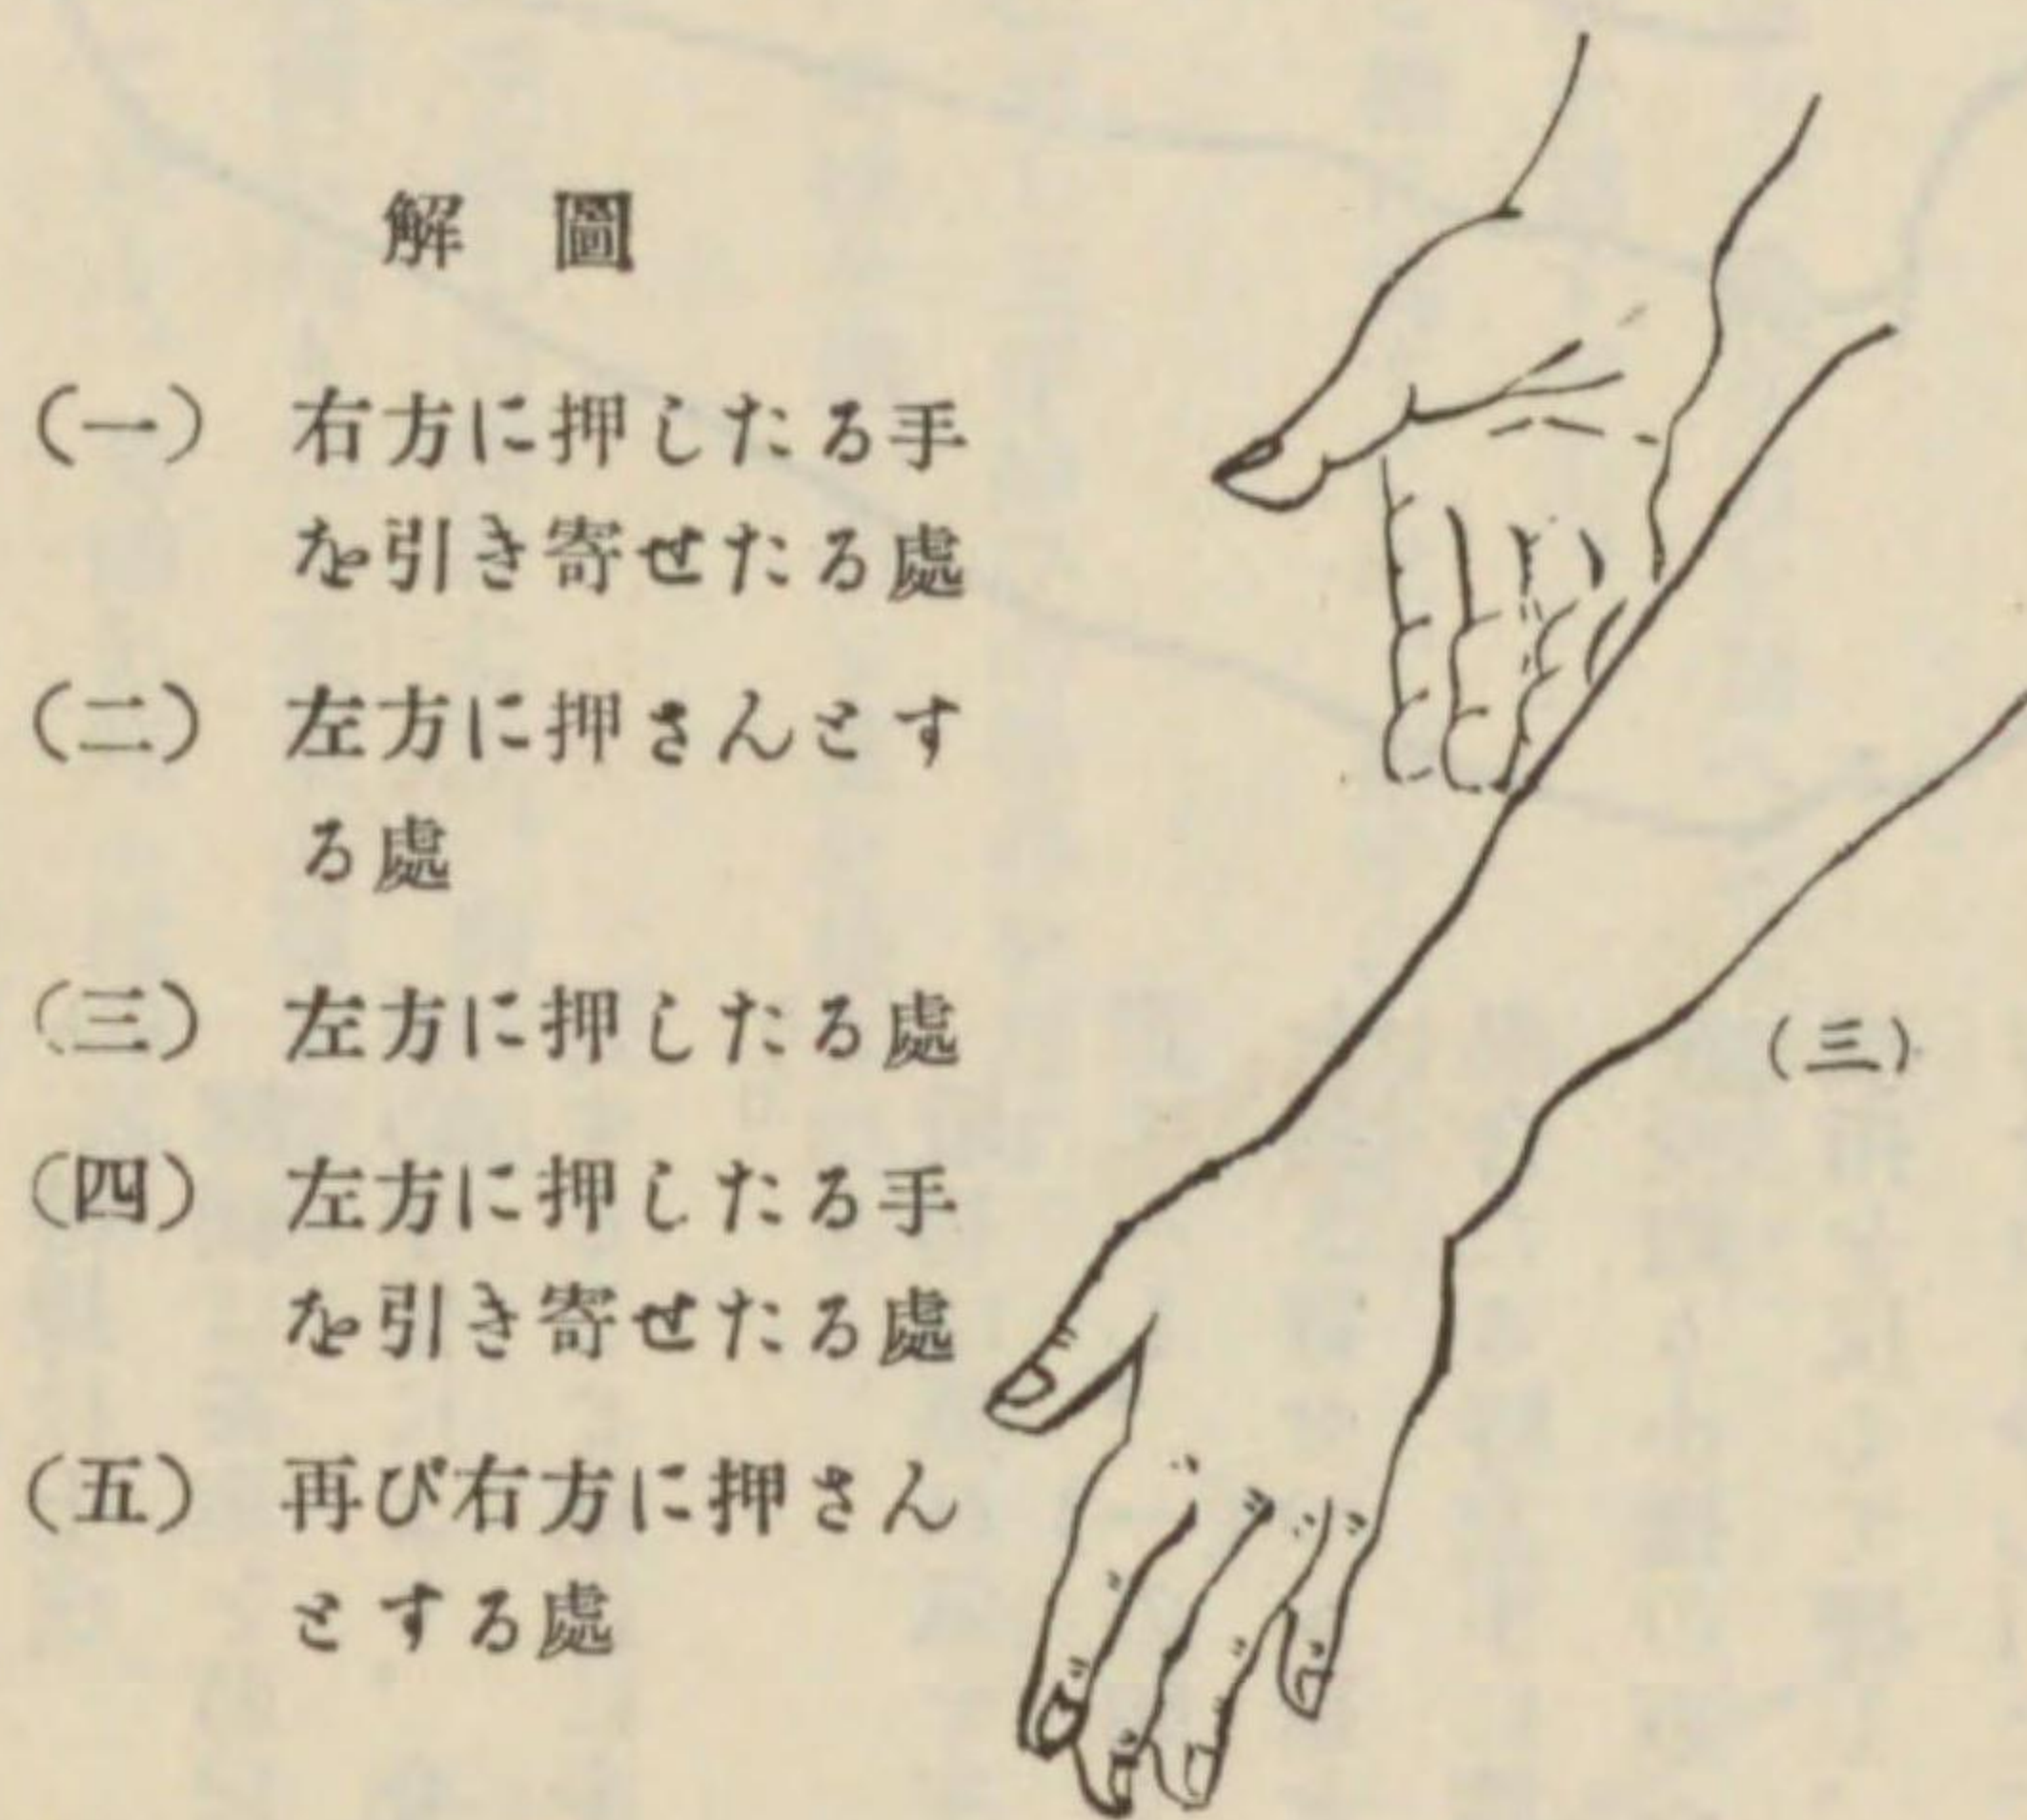 解圖
(一) 右方に押したる手
を引き寄せたる處
(二) 左方に押さんとす
る處
(三) 左方に押したる處
(四) 左方に押したる手
を引き寄せたる處
(五) 再び右方に押さん
とする處
(三)